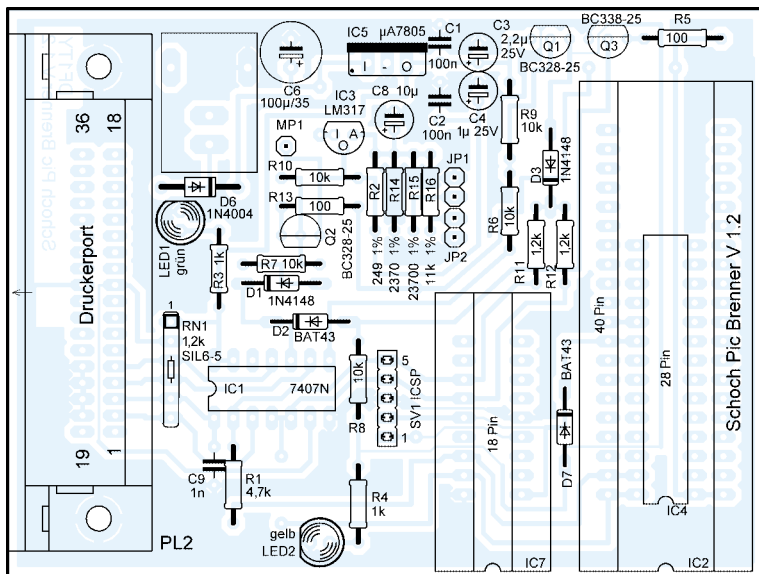 IC5 µA7805
I - O
C1
100n
C3
2,2µ
25V
BC338-25
Q1
Q3
BC328-25
R5
100
C6
100µ/35
IC3
LM317
I A
C8 10µ
C2
100n
C4
1µ 25V
R9
10k
MP1
R10
10k
R13
100
D6
1N4004
R2
R14
R15
R16
249 1%
2370 1%
23700 1%
11k 1%
JP1
JP2
D3
1N4148
R6
10k
R11
1,2k
R12
1,2k
Q2
BC328-25
LED1
grün
R3 1k
R7 10k
D1
1N4148
D2
BAT43
36
18
Druckerport
19
1
1
RN1
1,2k
SIL6-5
IC1 7407N
10k
R8
5
SV1 ICSP
1
C9
1n
R1
4,7k
R4
1k
gelb
LED2
PL2
18 Pin
IC7
BAT43
D7
40 Pin
28 Pin
IC4
IC2
Schoch Pic Brenner V 1.2